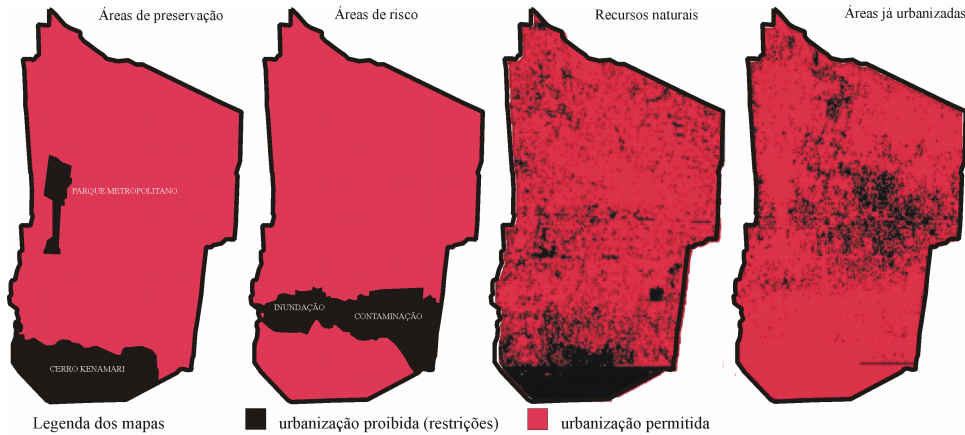 Áreas de preservação
Áreas de risco
Recursos naturais
Áreas já urbanizadas
PARQUE METROPOLITANO
INUNDAÇÃO
CONTAMINAÇÃO
CERRO KENAMARI
Legenda dos mapas
urbanização proibida (restrições)
urbanização permitida